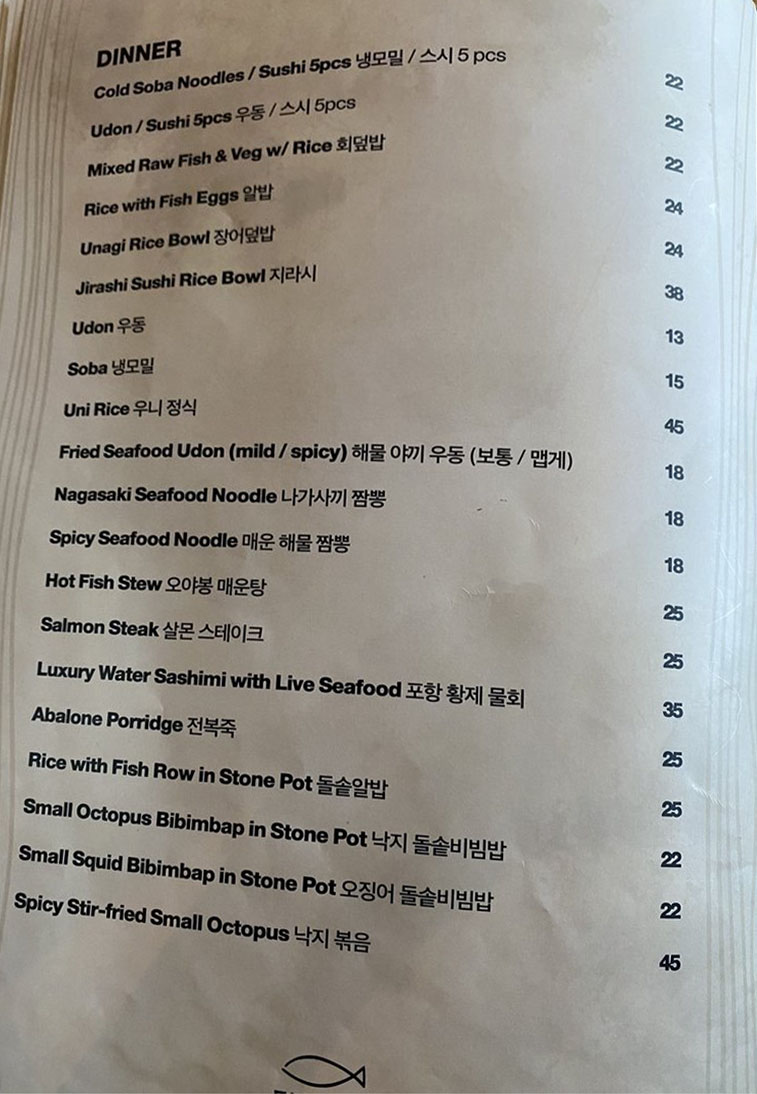 DINNER
Cold Soba Noodles / Sushi 5pcs 냉모밀 / 스시 5 pcs 22
Udon / Sushi 5pcs 우동 / 스시 5pcs 22
Mixed Raw Fish & Veg w/ Rice 회덮밥 22
Rice with Fish Eggs 알밥 24
Unagi Rice Bowl 장어덮밥 24
Jirashi Sushi Rice Bowl 지라시 38
Udon 우동 13
Soba 냉모밀 15
Uni Rice 우니 정식 45
Fried Seafood Udon (mild / spicy) 해물 야끼 우동 (보통 / 맵게) 18
Nagasaki Seafood Noodle 나가사끼 짬뽕 18
Spicy Seafood Noodle 매운 해물 짬뽕 18
Hot Fish Stew 오야봉 매운탕 25
Salmon Steak 살몬 스테이크 25
Luxury Water Sashimi with Live Seafood 포항 황제 물회 35
Abalone Porridge 전복죽 25
Rice with Fish Row in Stone Pot 돌솥알밥 25
Small Octopus Bibimbap in Stone Pot 낙지 돌솥비빔밥 22
Small Squid Bibimbap in Stone Pot 오징어 돌솥비빔밥 22
Spicy Stir-fried Small Octopus 낙지 볶음 45